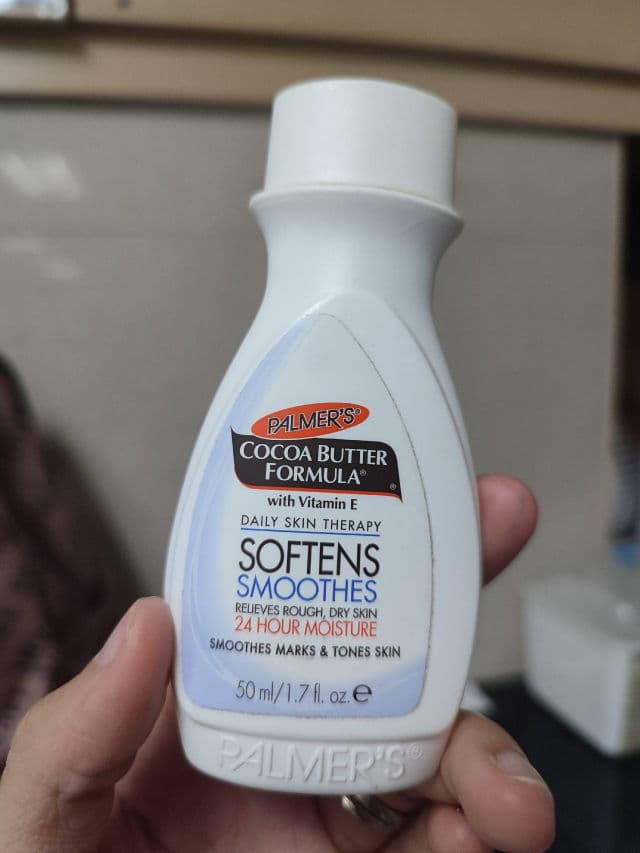 PALMER'S®
COCOA BUTTER
FORMULA®
®
with Vitamin E
DAILY SKIN THERAPY
SOFTENS
SMOOTHES
RELIEVES ROUGH, DRY SKIN
24 HOUR MOISTURE
SMOOTHES MARKS & TONES SKIN
50 ml/1.7 fl. oz. ℮
PALMER'S®